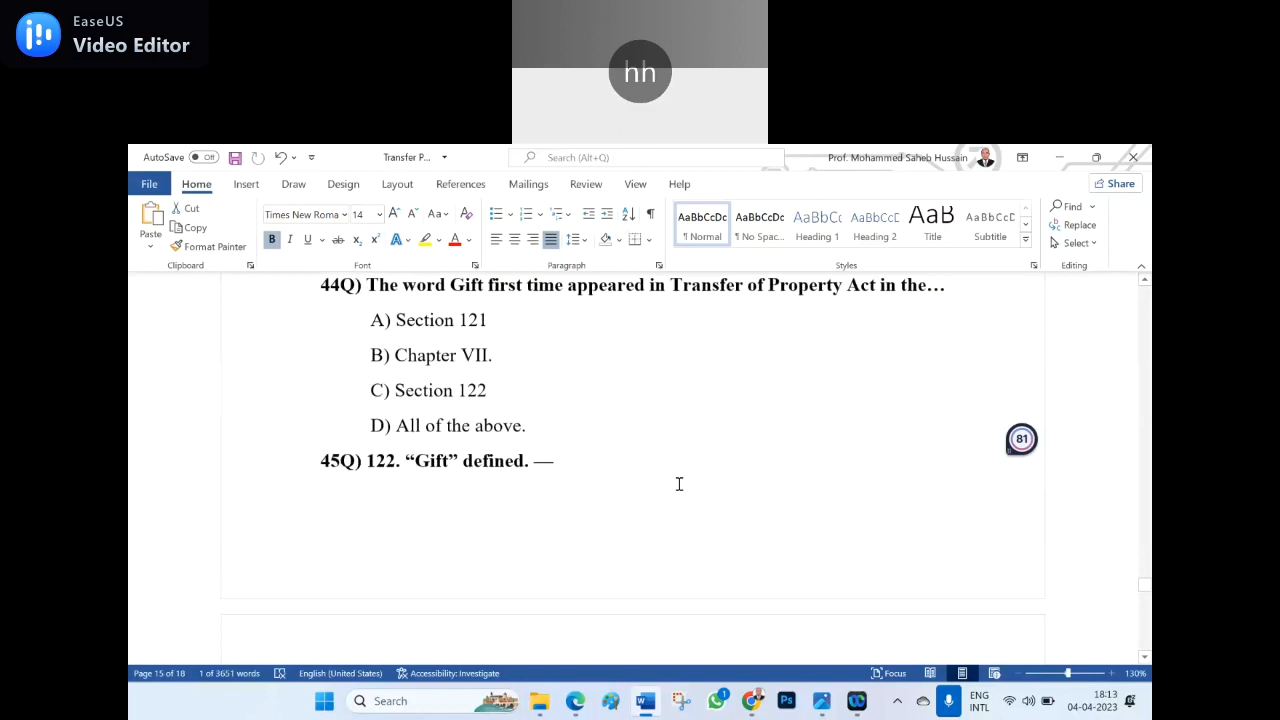 EaseUS
Video Editor
hh
AutoSave Off
Transfer P...
Search (Alt+Q)
Prof. Mohammed Saheb Hussain
File Home Insert Draw Design Layout References Mailings Review View Help
Share
Paste
Cut
Copy
Format Painter
Clipboard
Times New Roma 14
Font
Paragraph
AaBbCcDc AaBbCcDc AaBbCc AaBbCcD AaB AaBbCcD
¶ Normal ¶ No Spac... Heading 1 Heading 2 Title Subtitle
Styles
Find
Replace
Select
Editing
44Q) The word Gift first time appeared in Transfer of Property Act in the…
A) Section 121
B) Chapter VII.
C) Section 122
D) All of the above.
45Q) 122. “Gift” defined. —
81
Page 15 of 18 1 of 3651 words English (United States) Accessibility: Investigate
Focus
130%
Search
1
ENG
INTL
18:13
04-04-2023